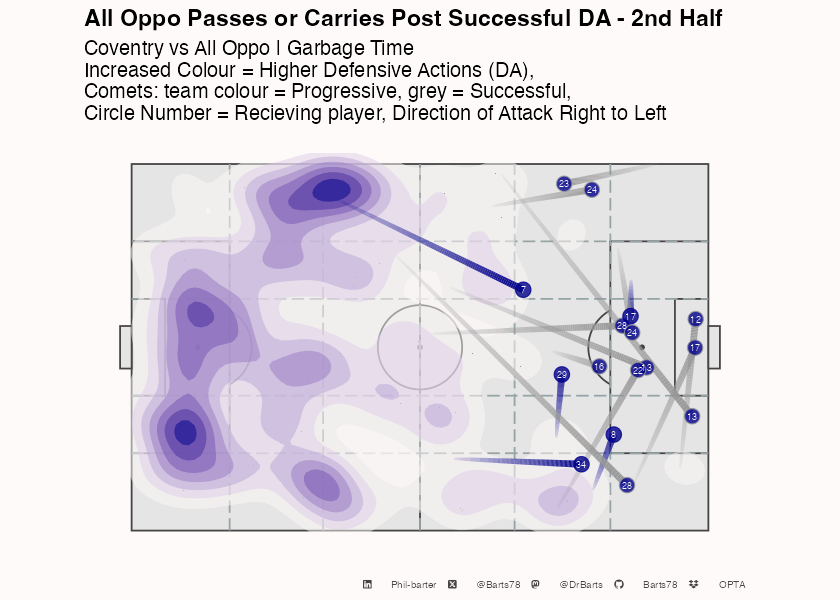 All Oppo Passes or Carries Post Successful DA - 2nd Half
Coventry vs All Oppo I Garbage Time
Increased Colour = Higher Defensive Actions (DA),
Comets: team colour = Progressive, grey = Successful,
Circle Number = Recieving player, Direction of Attack Right to Left
23
24
7
17
12
28
24
17
16
22
13
29
13
8
34
28
Phil-barter @Barts78 @DrBarts Barts78 OPTA